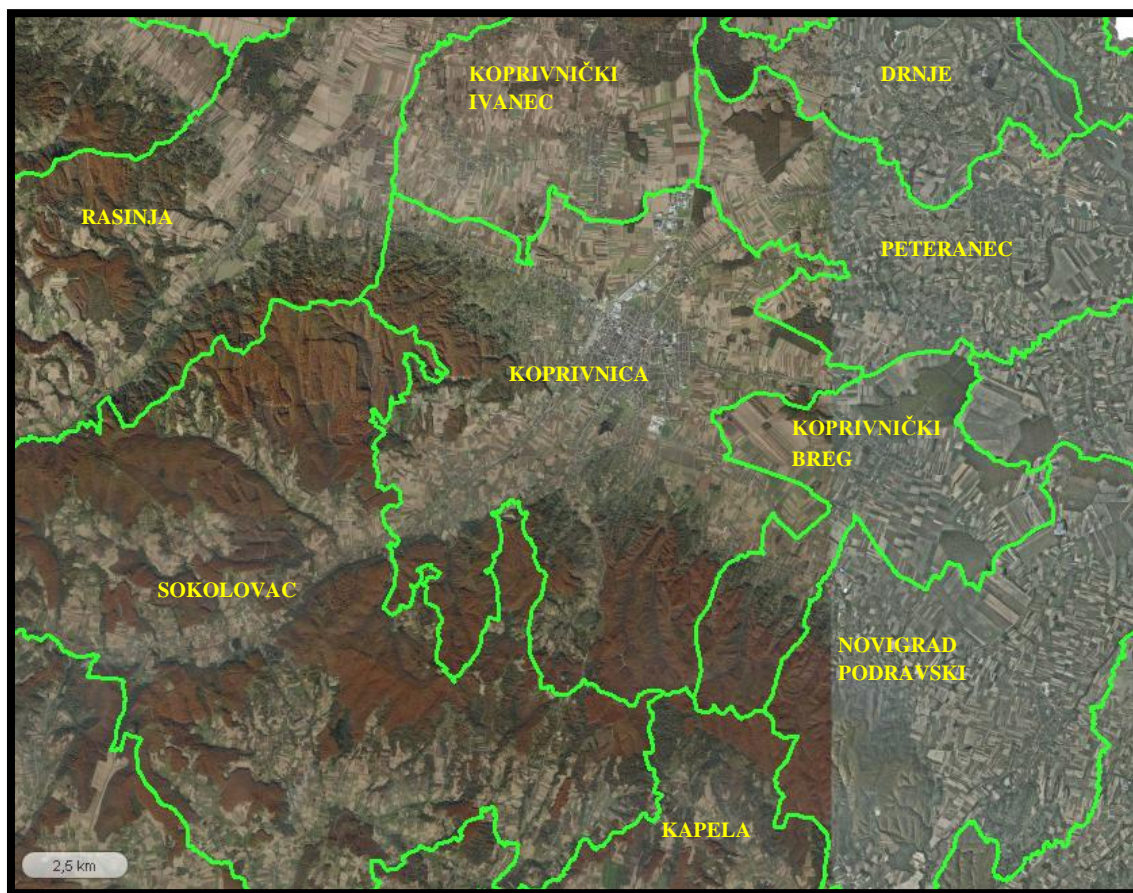 KOPRIVNIČKI
IVANEC
DRNJE
RASINJA
PETERANEC
KOPRIVNICA
KOPRIVNIČKI
BREG
SOKOLOVAC
NOVIGRAD
PODRAVSKI
KAPELA
2,5 km